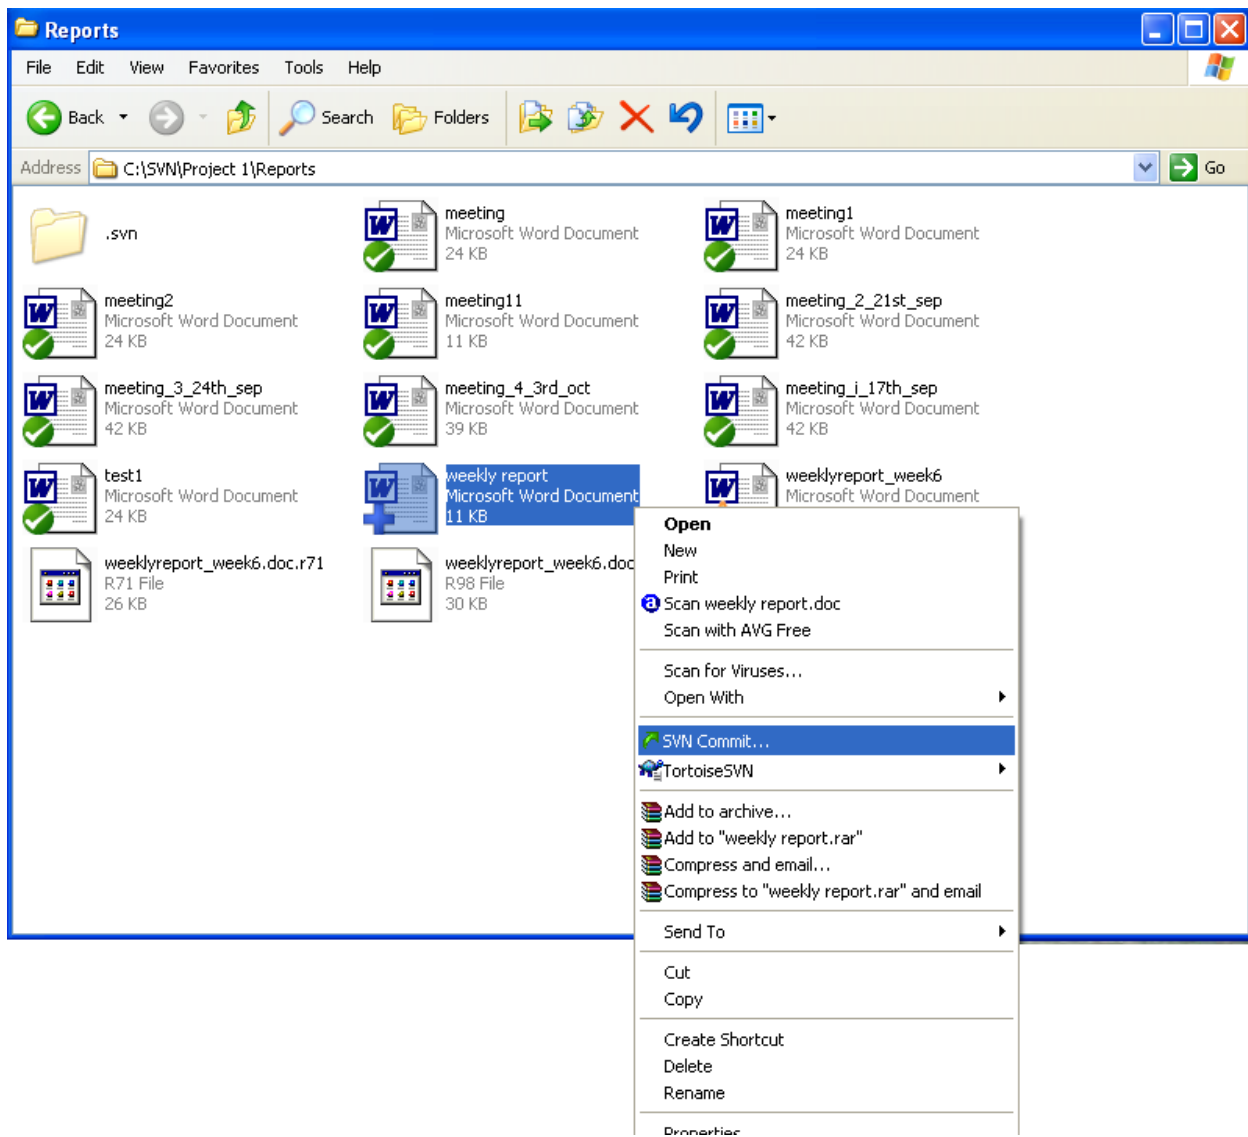 Reports
File Edit View Favorites Tools Help
Back Search Folders
Address C:\SVN\Project 1\Reports Go
.svn
meeting
Microsoft Word Document
24 KB
meeting1
Microsoft Word Document
24 KB
meeting2
Microsoft Word Document
24 KB
meeting11
Microsoft Word Document
11 KB
meeting_2_21st_sep
Microsoft Word Document
42 KB
meeting_3_24th_sep
Microsoft Word Document
42 KB
meeting_4_3rd_oct
Microsoft Word Document
39 KB
meeting_i_17th_sep
Microsoft Word Document
42 KB
test1
Microsoft Word Document
24 KB
weekly report
Microsoft Word Document
11 KB
weeklyreport_week6
Microsoft Word Document
weeklyreport_week6.doc.r71
R71 File
26 KB
weeklyreport_week6.doc
R98 File
30 KB
Open
New
Print
Scan weekly report.doc
Scan with AVG Free
Scan for Viruses...
Open With
SVN Commit...
TortoiseSVN
Add to archive...
Add to "weekly report.rar"
Compress and email...
Compress to "weekly report.rar" and email
Send To
Cut
Copy
Create Shortcut
Delete
Rename
Properties